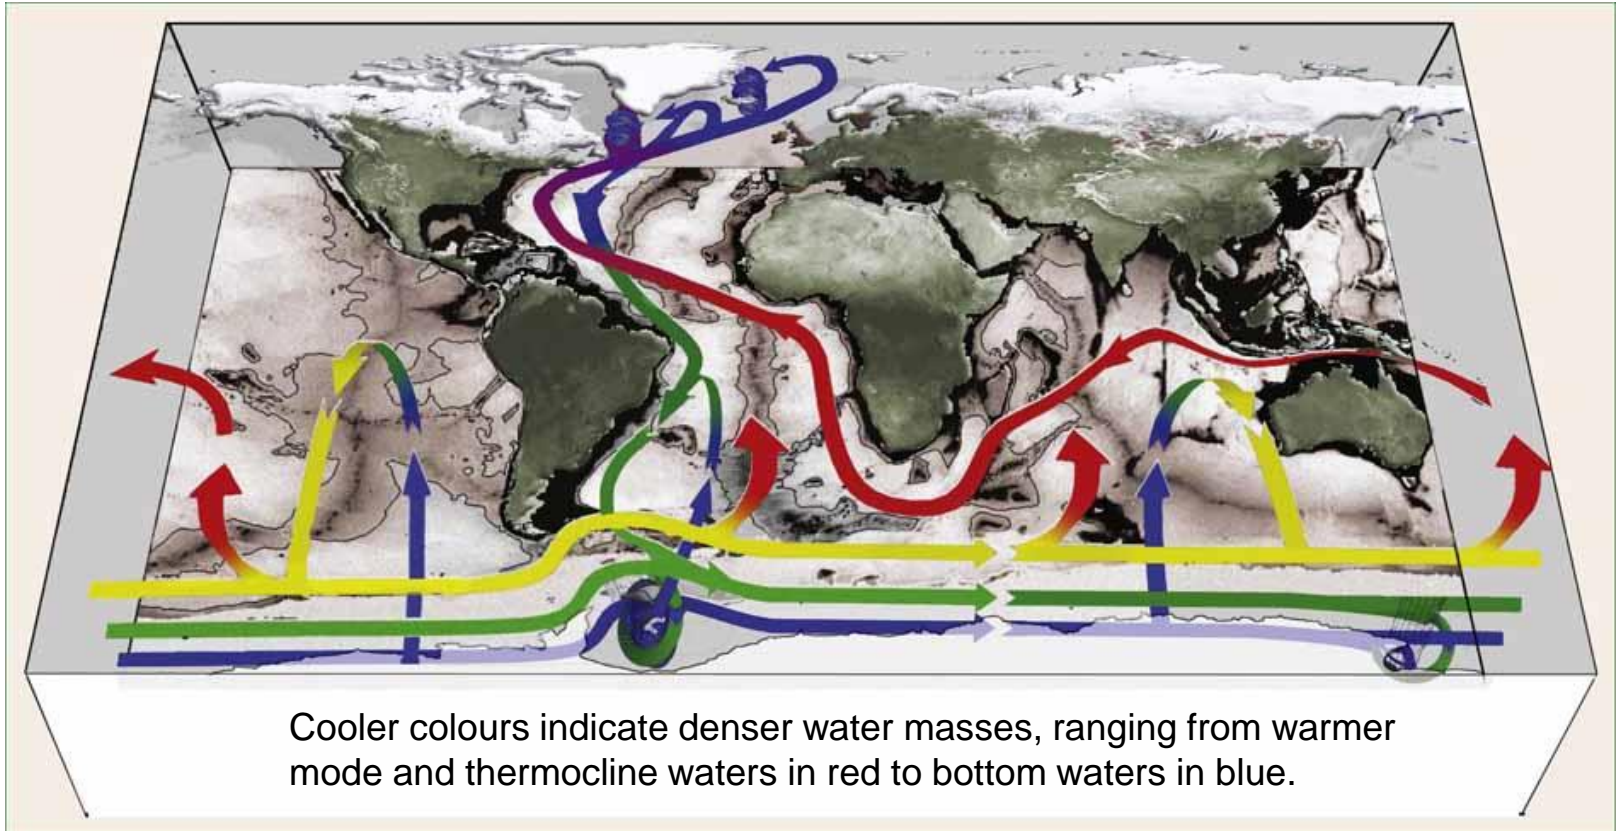 Cooler colours indicate denser water masses, ranging from warmer
mode and thermocline waters in red to bottom waters in blue.